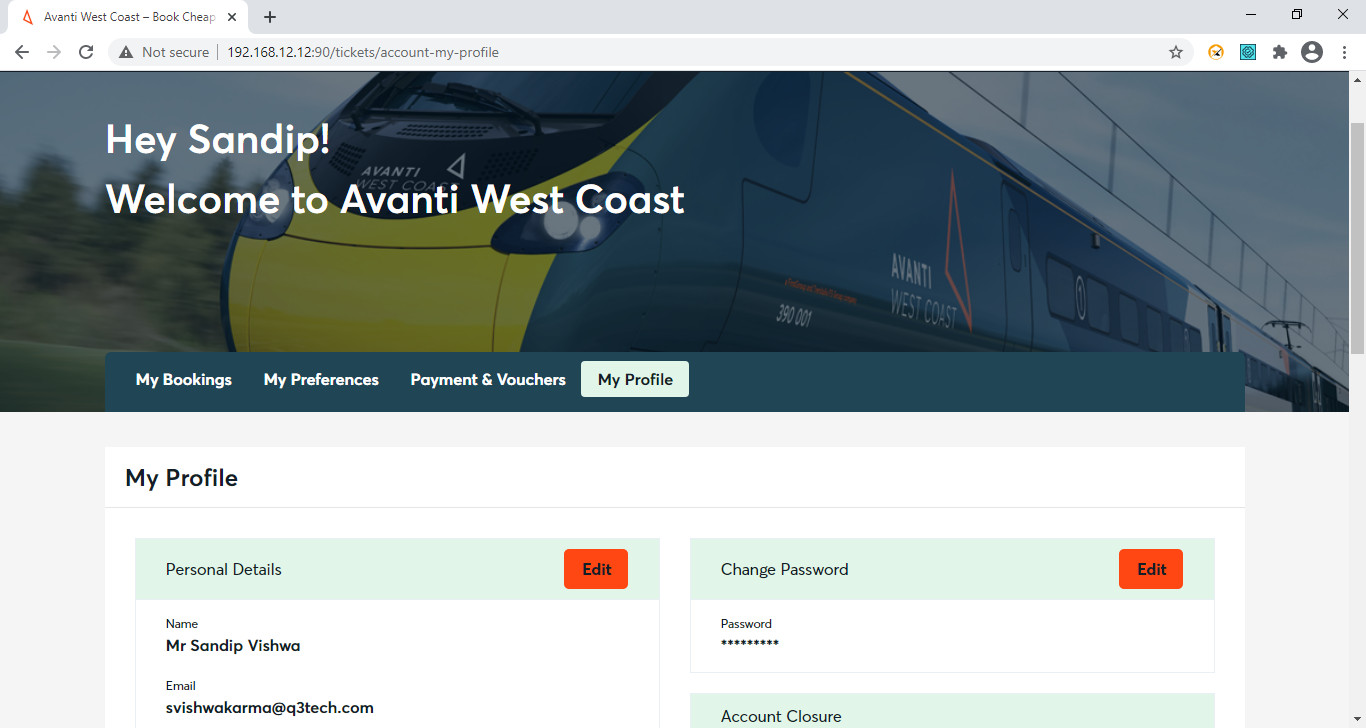 Avanti West Coast – Book Cheap
Not secure
192.168.12.12:90/tickets/account-my-profile
Hey Sandip!
AVANTI
WEST COAST
Welcome to Avanti West Coast
AVANTI
WEST COAST
390 001
My Bookings
My Preferences
Payment & Vouchers
My Profile
My Profile
Personal Details
Edit
Name
Mr Sandip Vishwa
Email
svishwakarma@q3tech.com
Change Password
Edit
Password
*********
Account Closure